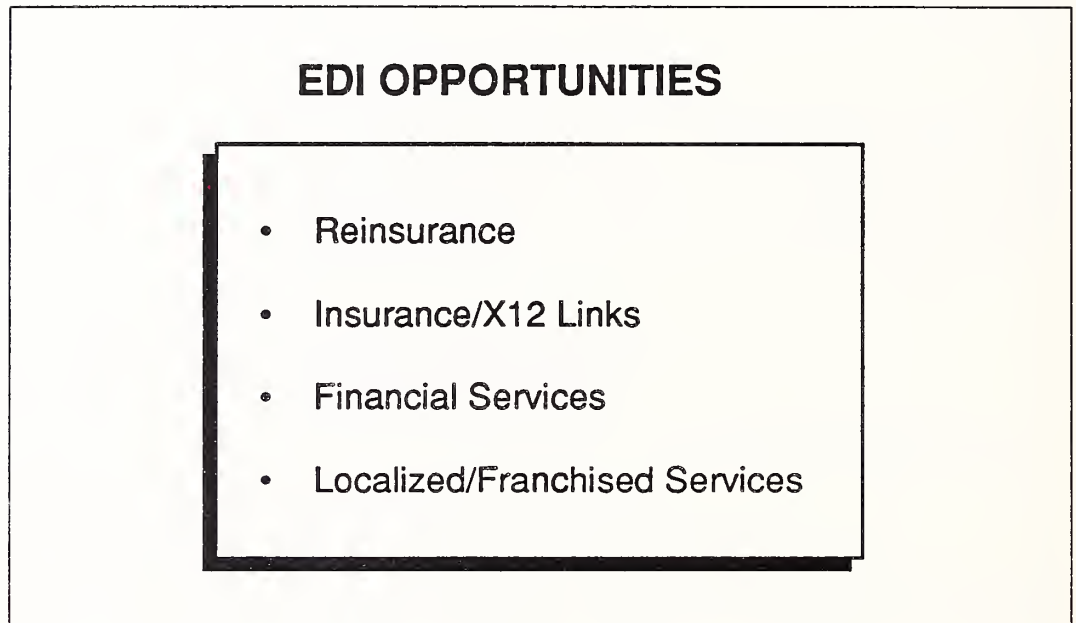 EDI OPPORTUNITIES
• Reinsurance
• Insurance/X12 Links
• Financial Services
• Localized/Franchised Services